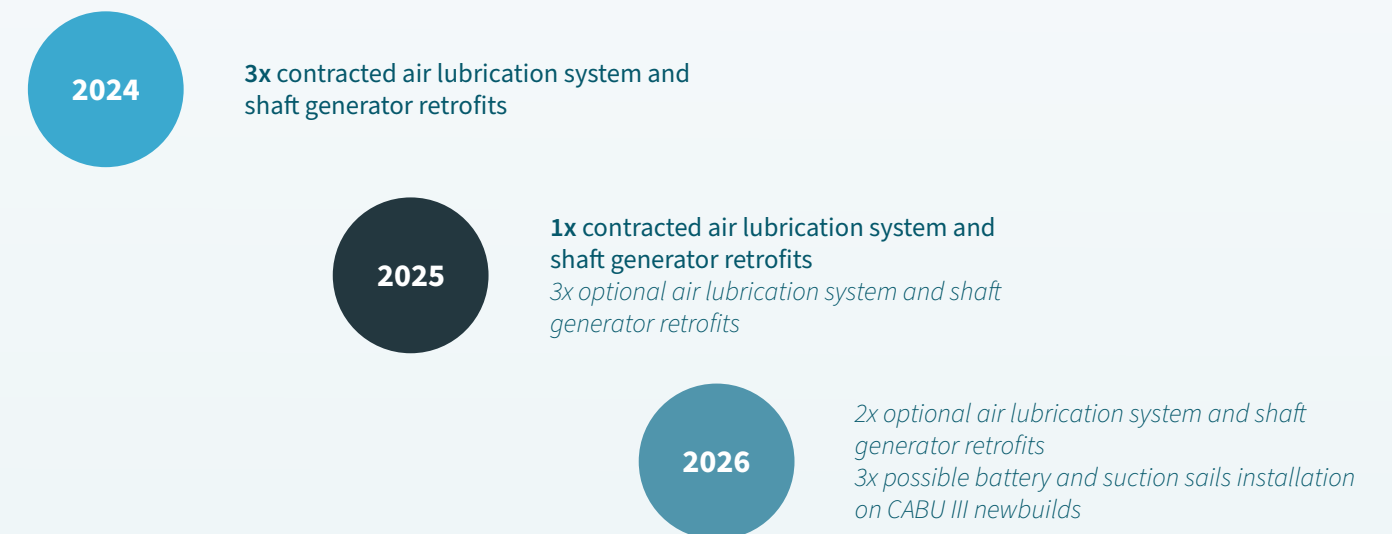 2024
3x contracted air lubrication system and
shaft generator retrofits
2025
1x contracted air lubrication system and
shaft generator retrofits
3x optional air lubrication system and shaft
generator retrofits
2026
2x optional air lubrication system and shaft
generator retrofits
3x possible battery and suction sails installation
on CABU III newbuilds